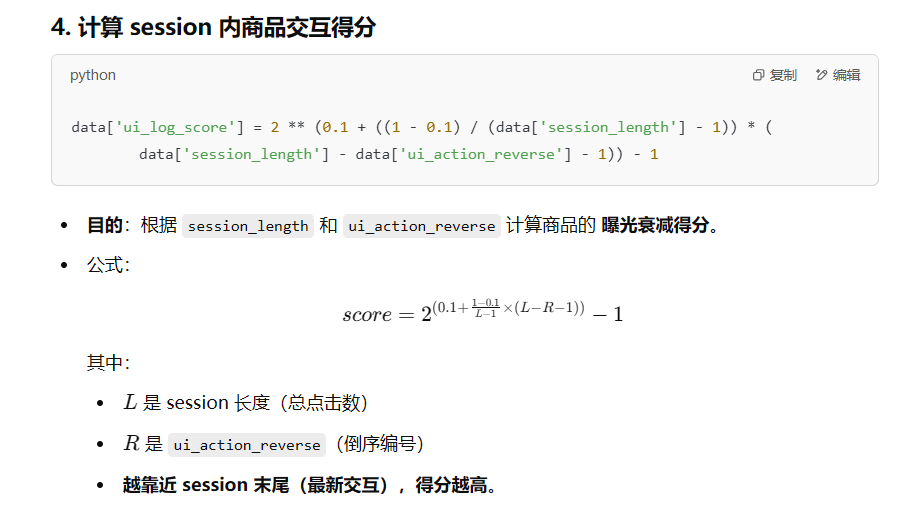 4. 计算 session 内商品交互得分
python 复制 编辑
data['ui_log_score'] = 2 ** (0.1 + ((1 - 0.1) / (data['session_length'] - 1)) * (
data['session_length'] - data['ui_action_reverse'] - 1)) - 1
目的：根据 session_length 和 ui_action_reverse 计算商品的 曝光衰减得分。
公式：
score = 2^{(0.1+\frac{1-0.1}{L-1}×(L-R-1))} - 1
其中：
L 是 session 长度（总点击数）
R 是 ui_action_reverse（倒序编号）
越靠近 session 末尾（最新交互），得分越高。